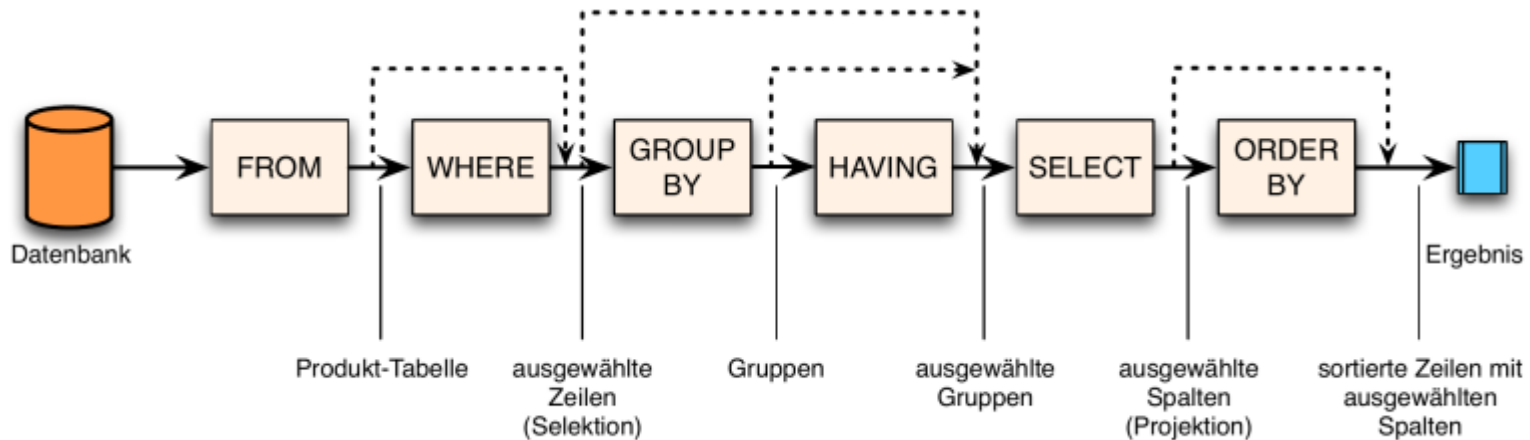 FROM
WHERE
GROUP
BY
HAVING
SELECT
ORDER
BY
Datenbank
Ergebnis
Produkt-Tabelle
ausgewählte
Zeilen
(Selektion)
Gruppen
ausgewählte
Gruppen
ausgewählte
Spalten
(Projektion)
sortierte Zeilen mit
ausgewählten
Spalten